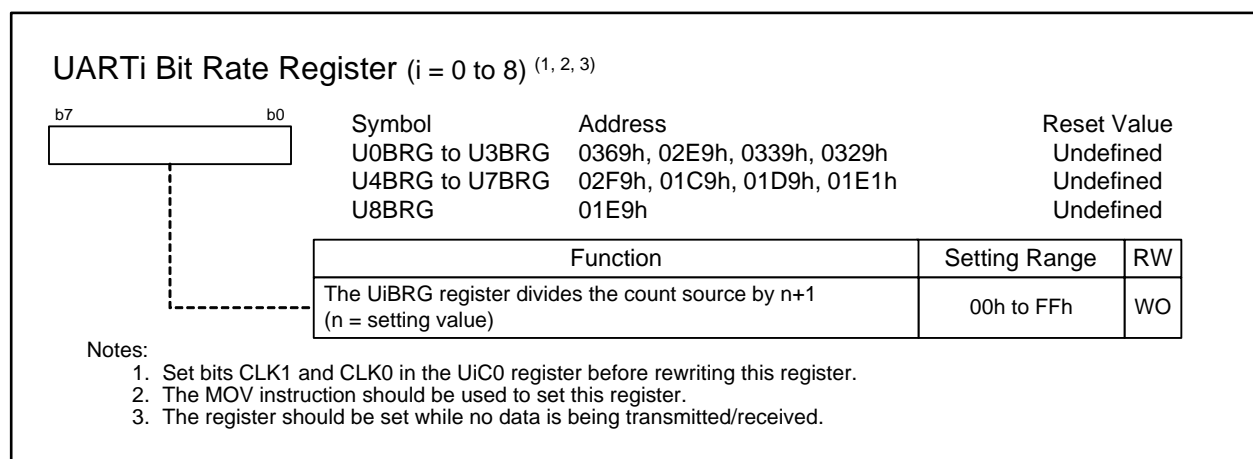 UARTi Bit Rate Register (i = 0 to 8) (1, 2, 3)
b7 b0
Symbol Address Reset Value
U0BRG to U3BRG 0369h, 02E9h, 0339h, 0329h Undefined
U4BRG to U7BRG 02F9h, 01C9h, 01D9h, 01E1h Undefined
U8BRG 01E9h Undefined
Function Setting Range RW
The UiBRG register divides the count source by n+1
(n = setting value) 00h to FFh WO
Notes:
1. Set bits CLK1 and CLK0 in the UiC0 register before rewriting this register.
2. The MOV instruction should be used to set this register.
3. The register should be set while no data is being transmitted/received.